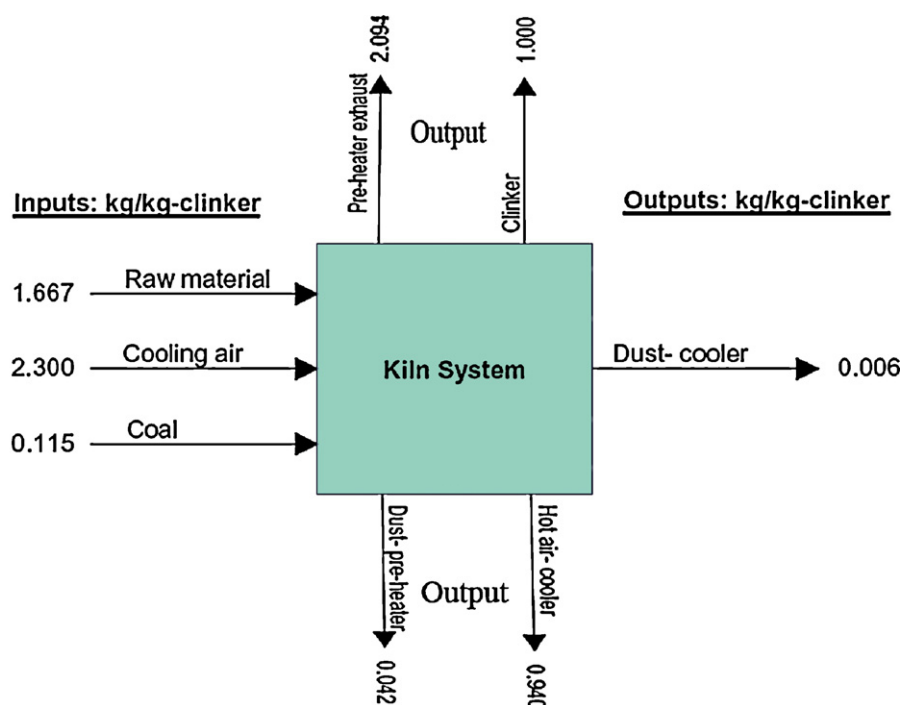 2.094
1.000
Pre-heater exhaust
Output
Clinker
Inputs: kg/kg-clinker
Outputs: kg/kg-clinker
1.667 Raw material
2.300 Cooling air
Kiln System
Dust- cooler 0.006
0.115 Coal
Dust- pre-heater
Output
Hot air- cooler
0.042
0.940